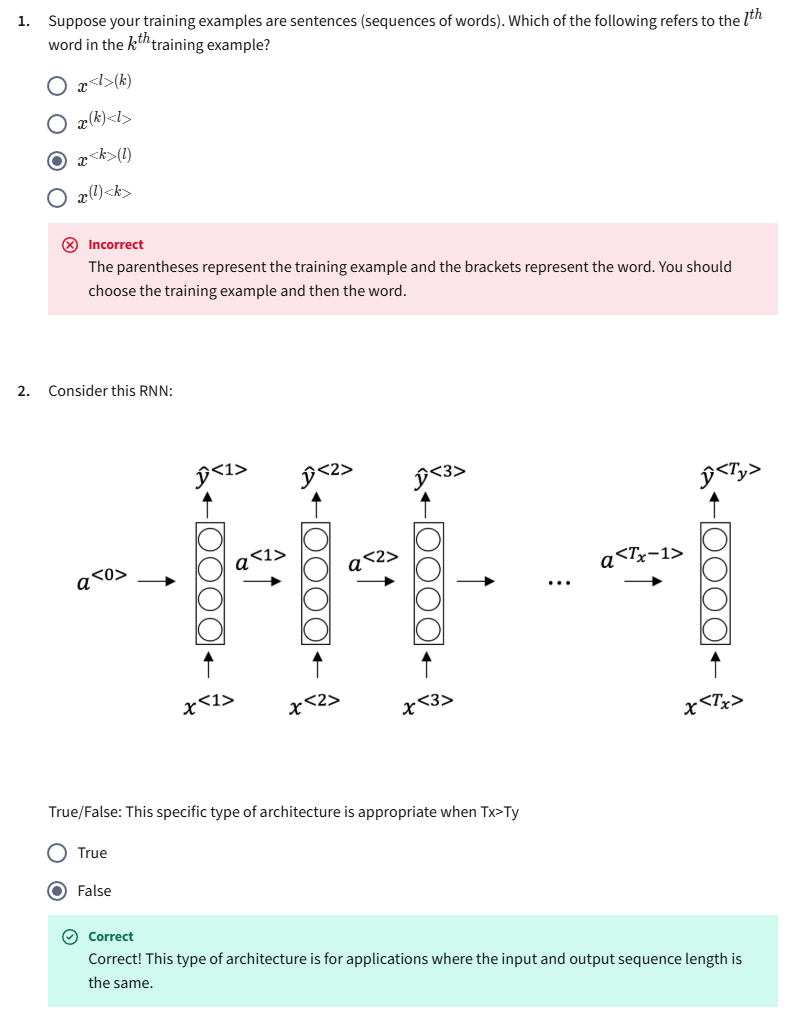 1. Suppose your training examples are sentences (sequences of words). Which of the following refers to the l^{th}
word in the k^{th} training example?
x^{<l>(k)}
x^{(k)<l>}
x^{<k>(l)}
x^{(l)<k>}
Incorrect
The parentheses represent the training example and the brackets represent the word. You should
choose the training example and then the word.
2. Consider this RNN:
ŷ^{<1>} ŷ^{<2>} ŷ^{<3>} ŷ^{<T_y>}
a^{<0>} a^{<1>} a^{<2>} ... a^{<T_x-1>}
x^{<1>} x^{<2>} x^{<3>} x^{<T_x>}
True/False: This specific type of architecture is appropriate when Tx>Ty
True
False
Correct
Correct! This type of architecture is for applications where the input and output sequence length is
the same.